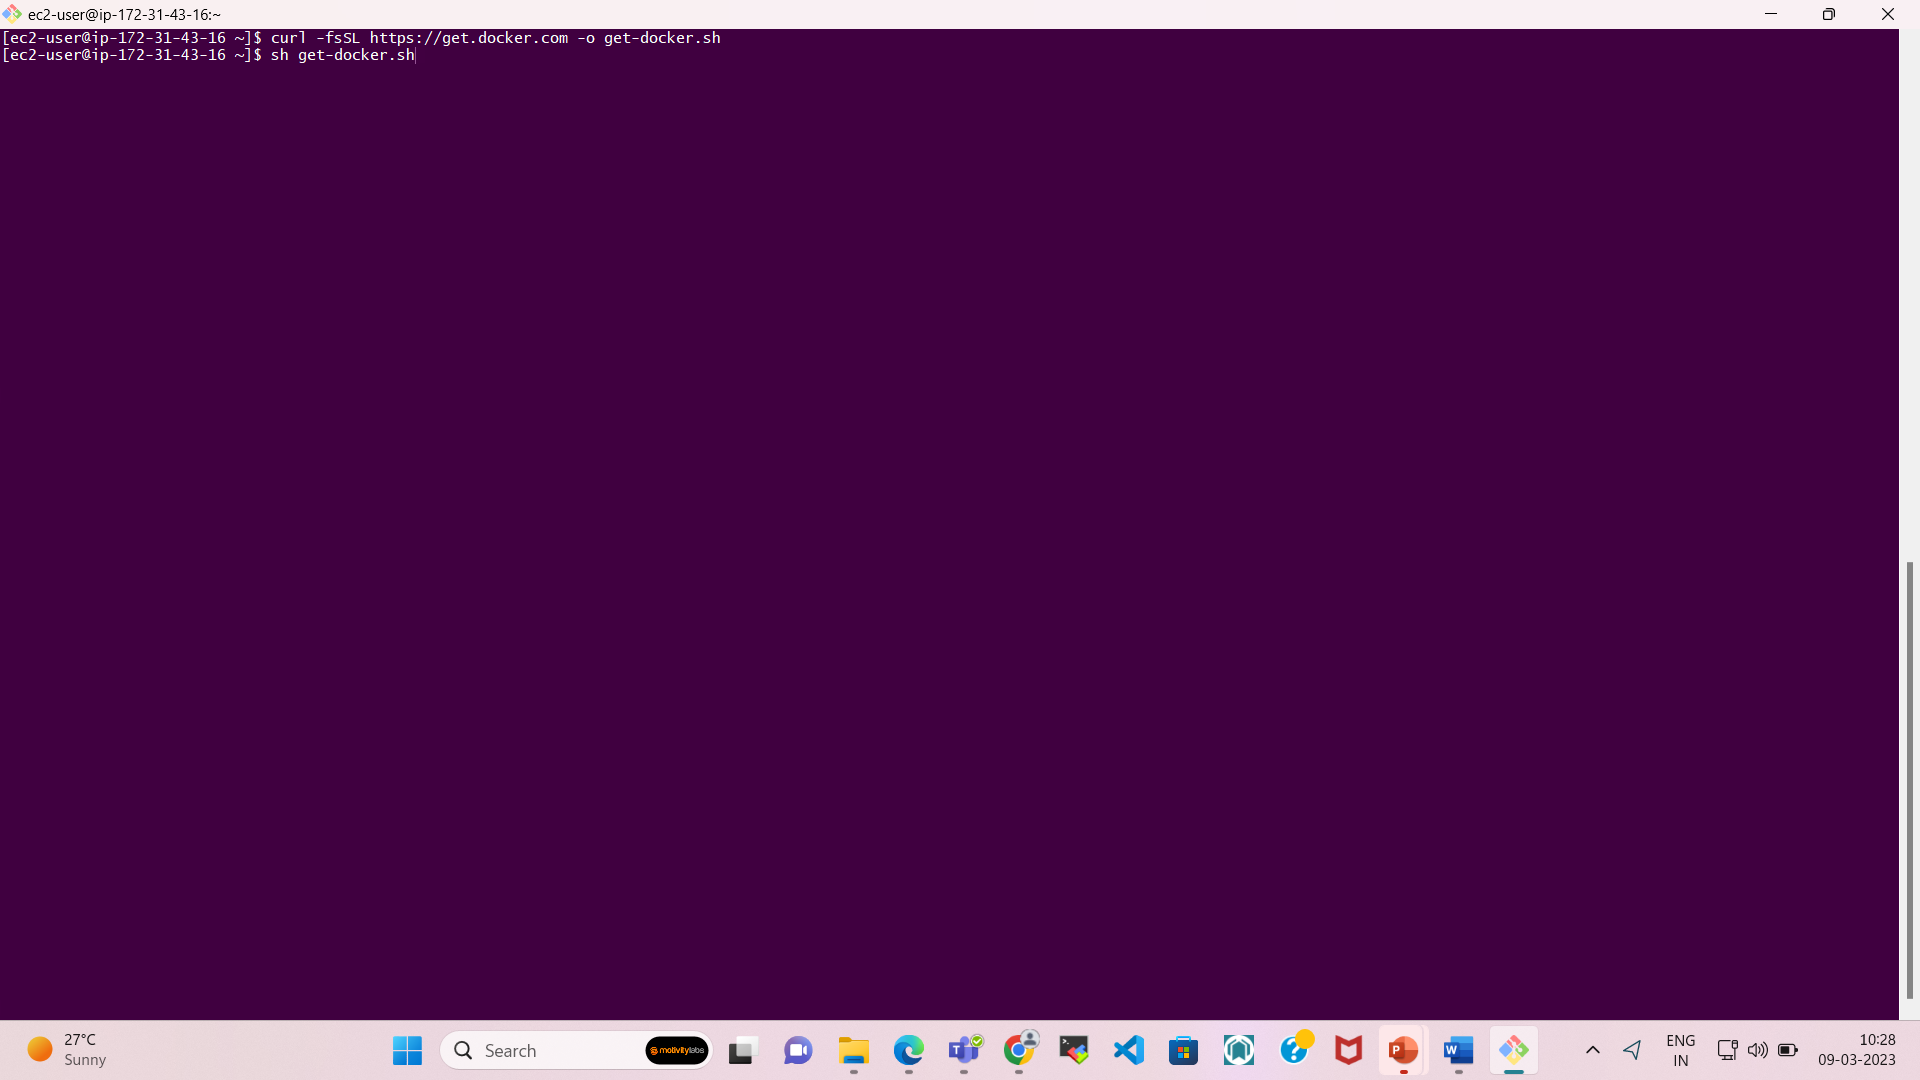 ec2-user@ip-172-31-43-16:~
[ec2-user@ip-172-31-43-16 ~]$ curl -fsSL https://get.docker.com -o get-docker.sh
[ec2-user@ip-172-31-43-16 ~]$ sh get-docker.sh
27°C
Sunny
Search
motivitylabs
ENG
IN
10:28
09-03-2023